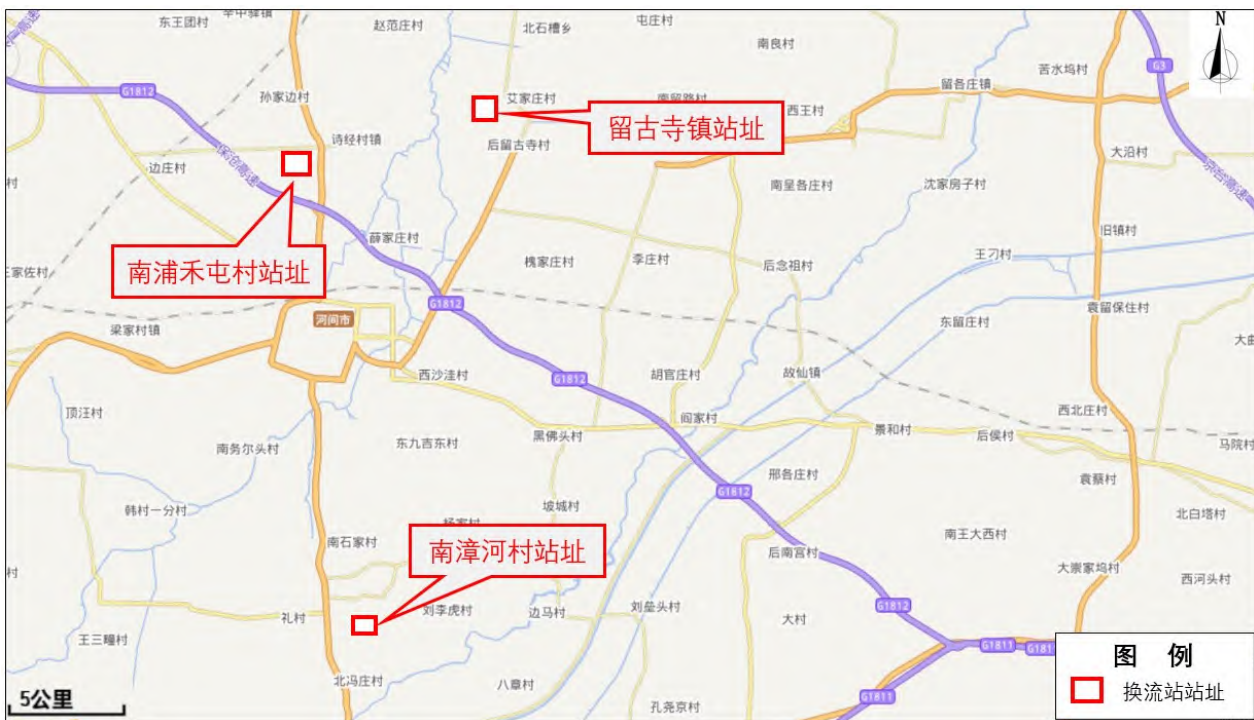 东王团村
赵范庄村
北石槽乡
屯庄村
南良村
N
G1812
孙家边村
艾家庄村
留各庄镇
苦水坞村
G3
西王村
留古寺镇站址
诗经村镇
后留古寺村
边庄村
保沧高速
大沿村
京台高速
南呈各庄村
沈家房子村
薛家庄村
旧镇村
南浦禾屯村站址
槐家庄村
李庄村
后念祖村
王刁村
G1812
袁留保住村
梁家村镇
河间市
东留庄村
西沙洼村
G1812
胡官庄村
故仙镇
顶汪村
阎家村
西北庄村
南务尔头村
东九吉东村
黑佛头村
景和村
后侯村
马院村
邢各庄村
袁蔡村
G1812
韩村一分村
坡城村
北白塔村
南石家村
南漳河村站址
南王大西村
后南宫村
大崇家坞村
西河头村
礼村
刘李虎村
边马村
刘垒头村
大村
G1812
王三疃村
G1811
图 例
北冯庄村
八章村
换流站站址
5公里
孔尧京村
G1811